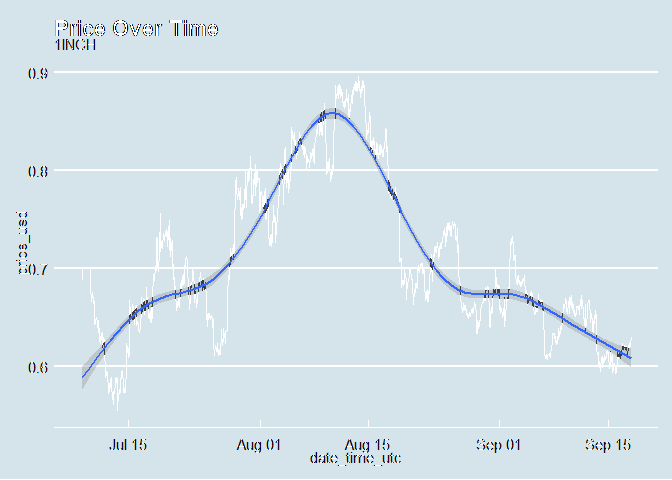 Price Over Time
1INCH
0.9
0.8
0.7
0.6
price_usd
Jul 15
Aug 01
Aug 15
Sep 01
Sep 15
date_time_utc